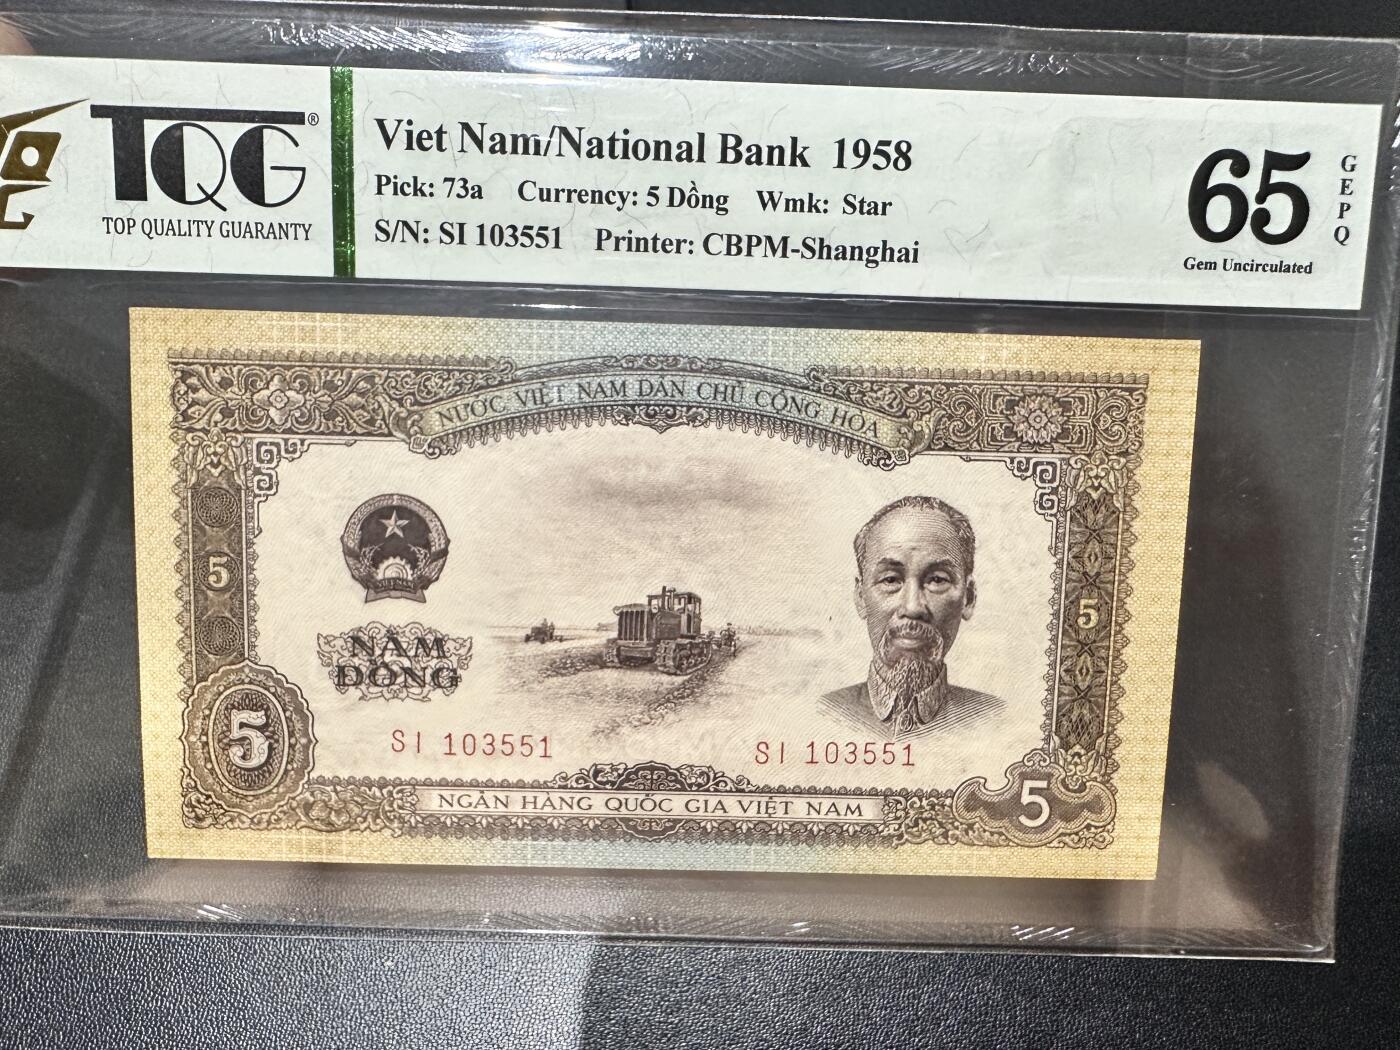 TQG®
TOP QUALITY GUARANTY
Viet Nam/National Bank 1958
Pick: 73a Currency: 5 Dồng Wmk: Star
S/N: SI 103551 Printer: CBPM-Shanghai
65
GEPQ
Gem Uncirculated
NƯỚC VIỆT NAM DÂN CHỦ CỘNG HÒA
5
5
NĂM
ĐỒNG
SI 103551
SI 103551
5
5
NGÂN HÀNG QUỐC GIA VIỆT NAM